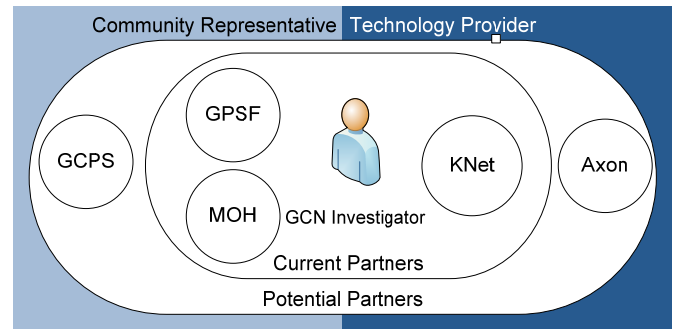 Community Representative
Technology Provider
GPSF
GCPS
KNet
Axon
MOH
GCN Investigator
Current Partners
Potential Partners